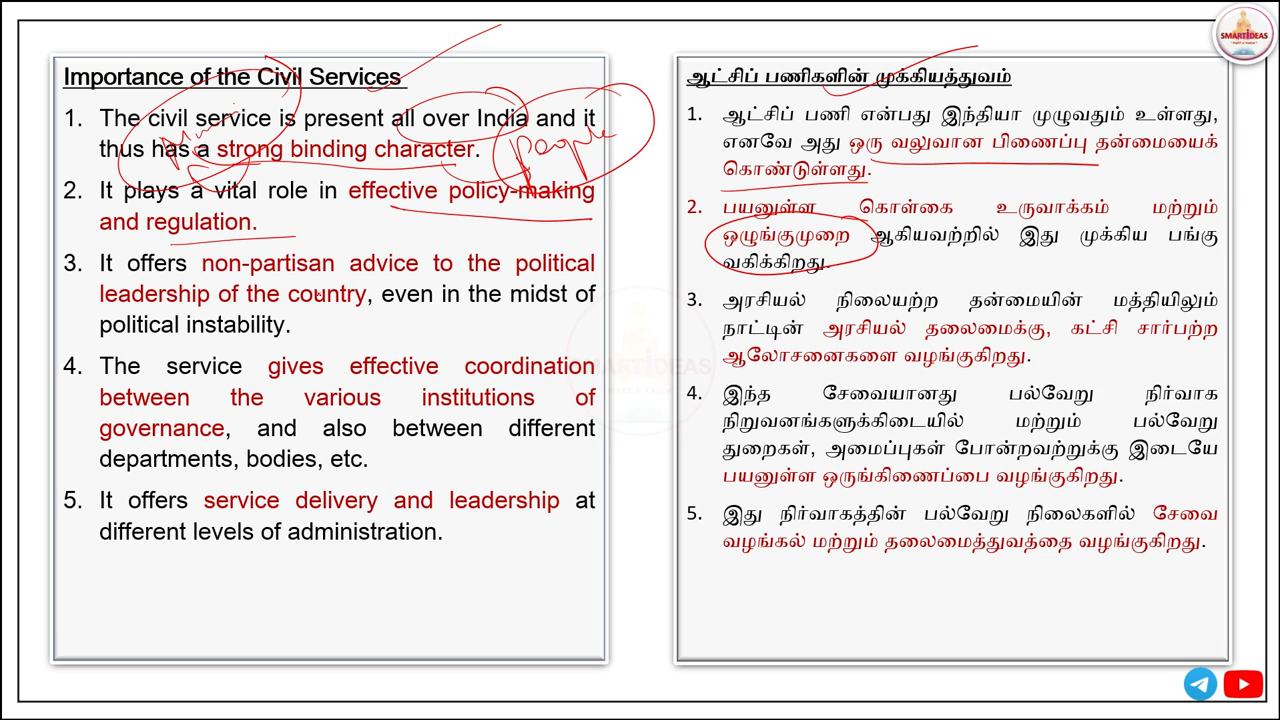 SMARTIDEAS
Importance of the Civil Services
1. The civil service is present all over India and it
thus has a strong binding character.
2. It plays a vital role in effective policy-making
and regulation.
3. It offers non-partisan advice to the political
leadership of the country, even in the midst of
political instability.
4. The service gives effective coordination
between the various institutions of
governance, and also between different
departments, bodies, etc.
5. It offers service delivery and leadership at
different levels of administration.
people
ஆட்சிப் பணிகளின் முக்கியத்துவம்
1. ஆட்சிப் பணி என்பது இந்தியா முழுவதும் உள்ளது,
எனவே அது ஒரு வலுவான பிணைப்பு தன்மையைக்
கொண்டுள்ளது.
2. பயனுள்ள கொள்கை உருவாக்கம் மற்றும்
ஒழுங்குமுறை ஆகியவற்றில் இது முக்கிய பங்கு
வகிக்கிறது.
3. அரசியல் நிலையற்ற தன்மையின் மத்தியிலும்
நாட்டின் அரசியல் தலைமைக்கு, கட்சி சார்பற்ற
ஆலோசனைகளை வழங்குகிறது.
4. இந்த சேவையானது பல்வேறு நிர்வாக
நிறுவனங்களுக்கிடையில் மற்றும் பல்வேறு
துறைகள், அமைப்புகள் போன்றவற்றுக்கு இடையே
பயனுள்ள ஒருங்கிணைப்பை வழங்குகிறது.
5. இது நிர்வாகத்தின் பல்வேறு நிலைகளில் சேவை
வழங்கல் மற்றும் தலைமைத்துவத்தை வழங்குகிறது.
SMARTIDEAS